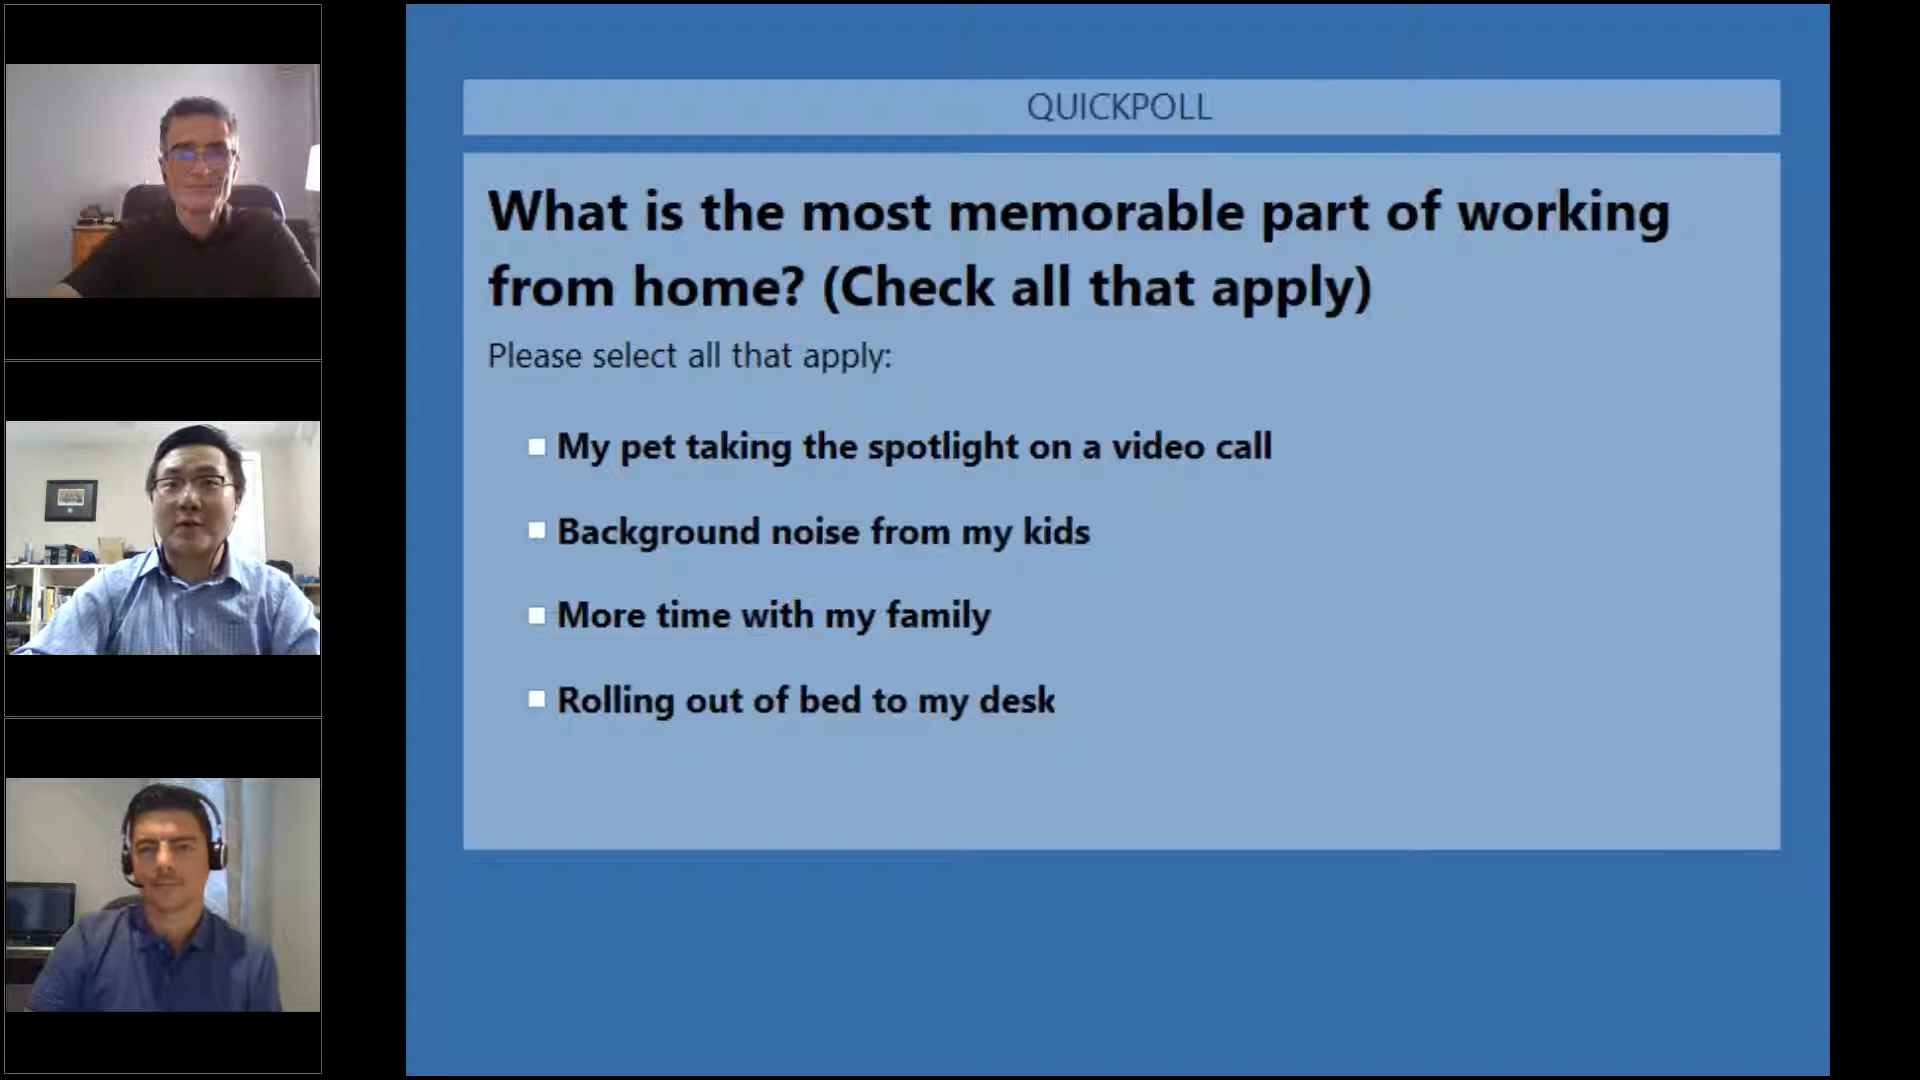 QUICKPOLL
What is the most memorable part of working
from home? (Check all that apply)
Please select all that apply:
My pet taking the spotlight on a video call
Background noise from my kids
More time with my family
Rolling out of bed to my desk